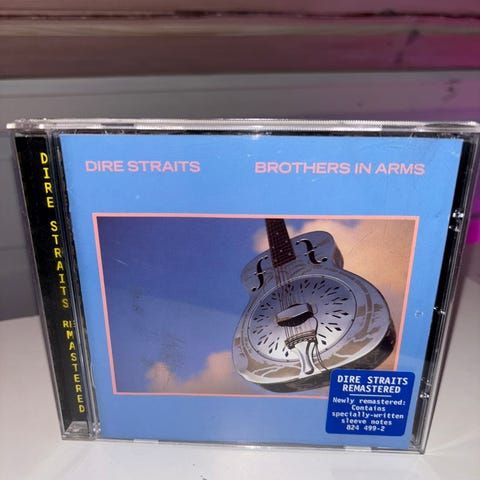 DIRE STRAITS REMASTERED
DIRE STRAITS BROTHERS IN ARMS
DIRE STRAITS
REMASTERED
Newly remastered:
Contains
specially-written
sleeve notes
824 499-2